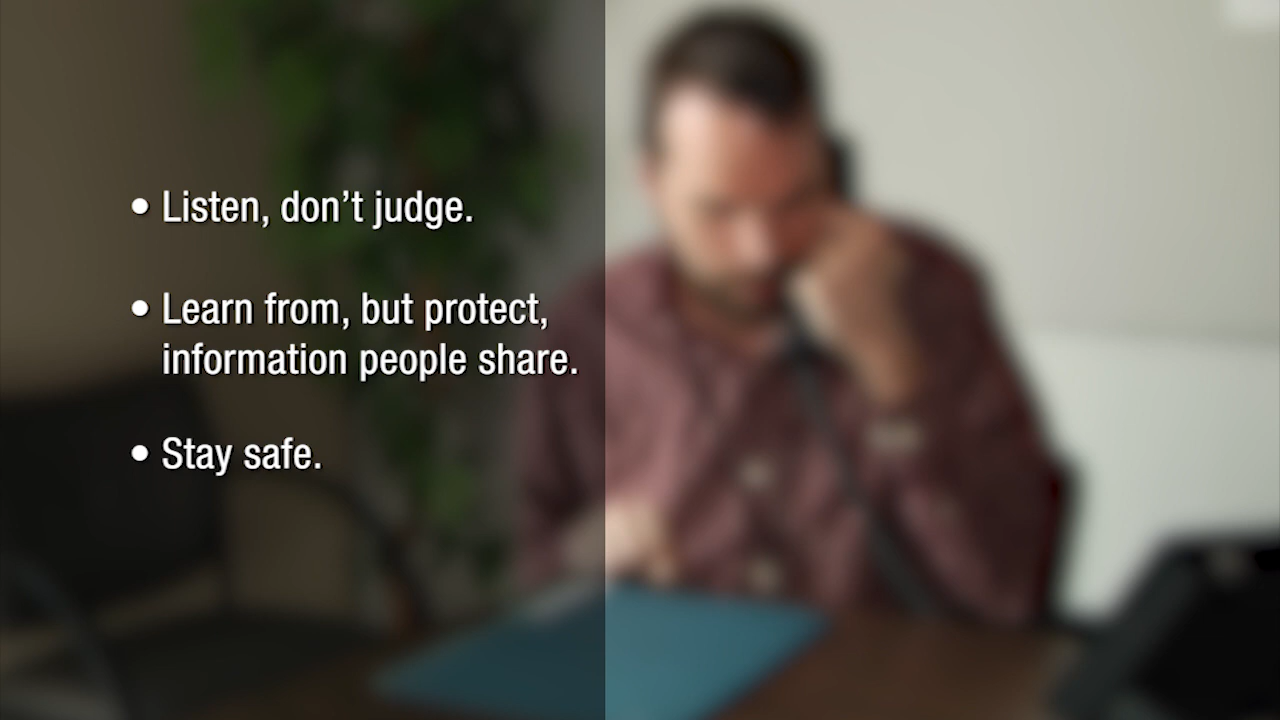 • Listen, don’t judge.
• Learn from, but protect,
information people share.
• Stay safe.